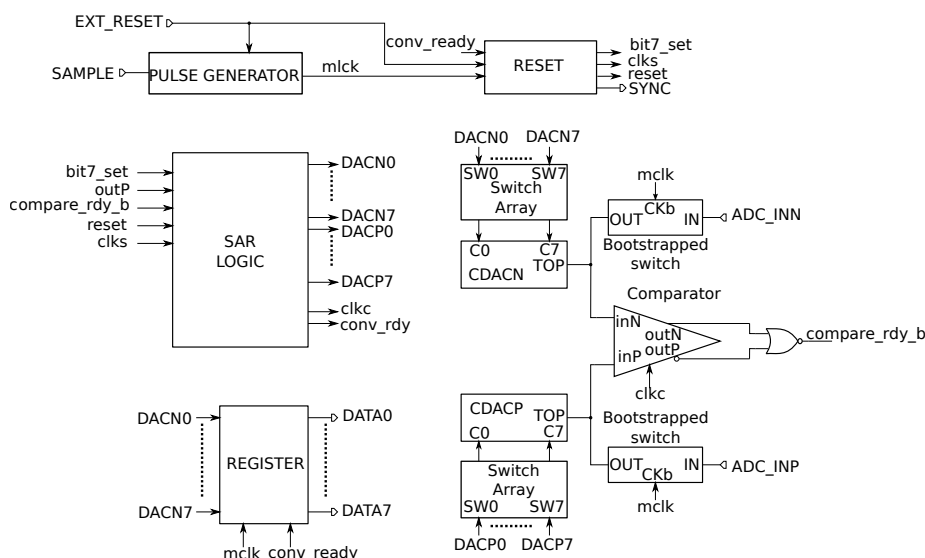 EXT_RESET
conv_ready
SAMPLE
PULSE GENERATOR
mlck
RESET
bit7_set
clks
reset
SYNC
bit7_set
outP
compare_rdy_b
reset
clks
SAR
LOGIC
DACN0
DACN7
DACP0
DACP7
clkc
conv_rdy
DACN0
DACN7
SW0
SW7
Switch
Array
C0
C7
TOP
CDACN
mclk
OUT
CKb
IN
ADC_INN
Bootstrapped
switch
Comparator
inN
outN
outP
inP
clkc
compare_rdy_b
CDACP
TOP
C0
C7
Switch
Array
SW0
SW7
DACP0
DACP7
Bootstrapped
switch
OUT
IN
CKb
ADC_INP
mclk
DACN0
DACN7
REGISTER
DATA0
DATA7
mclk
conv_ready